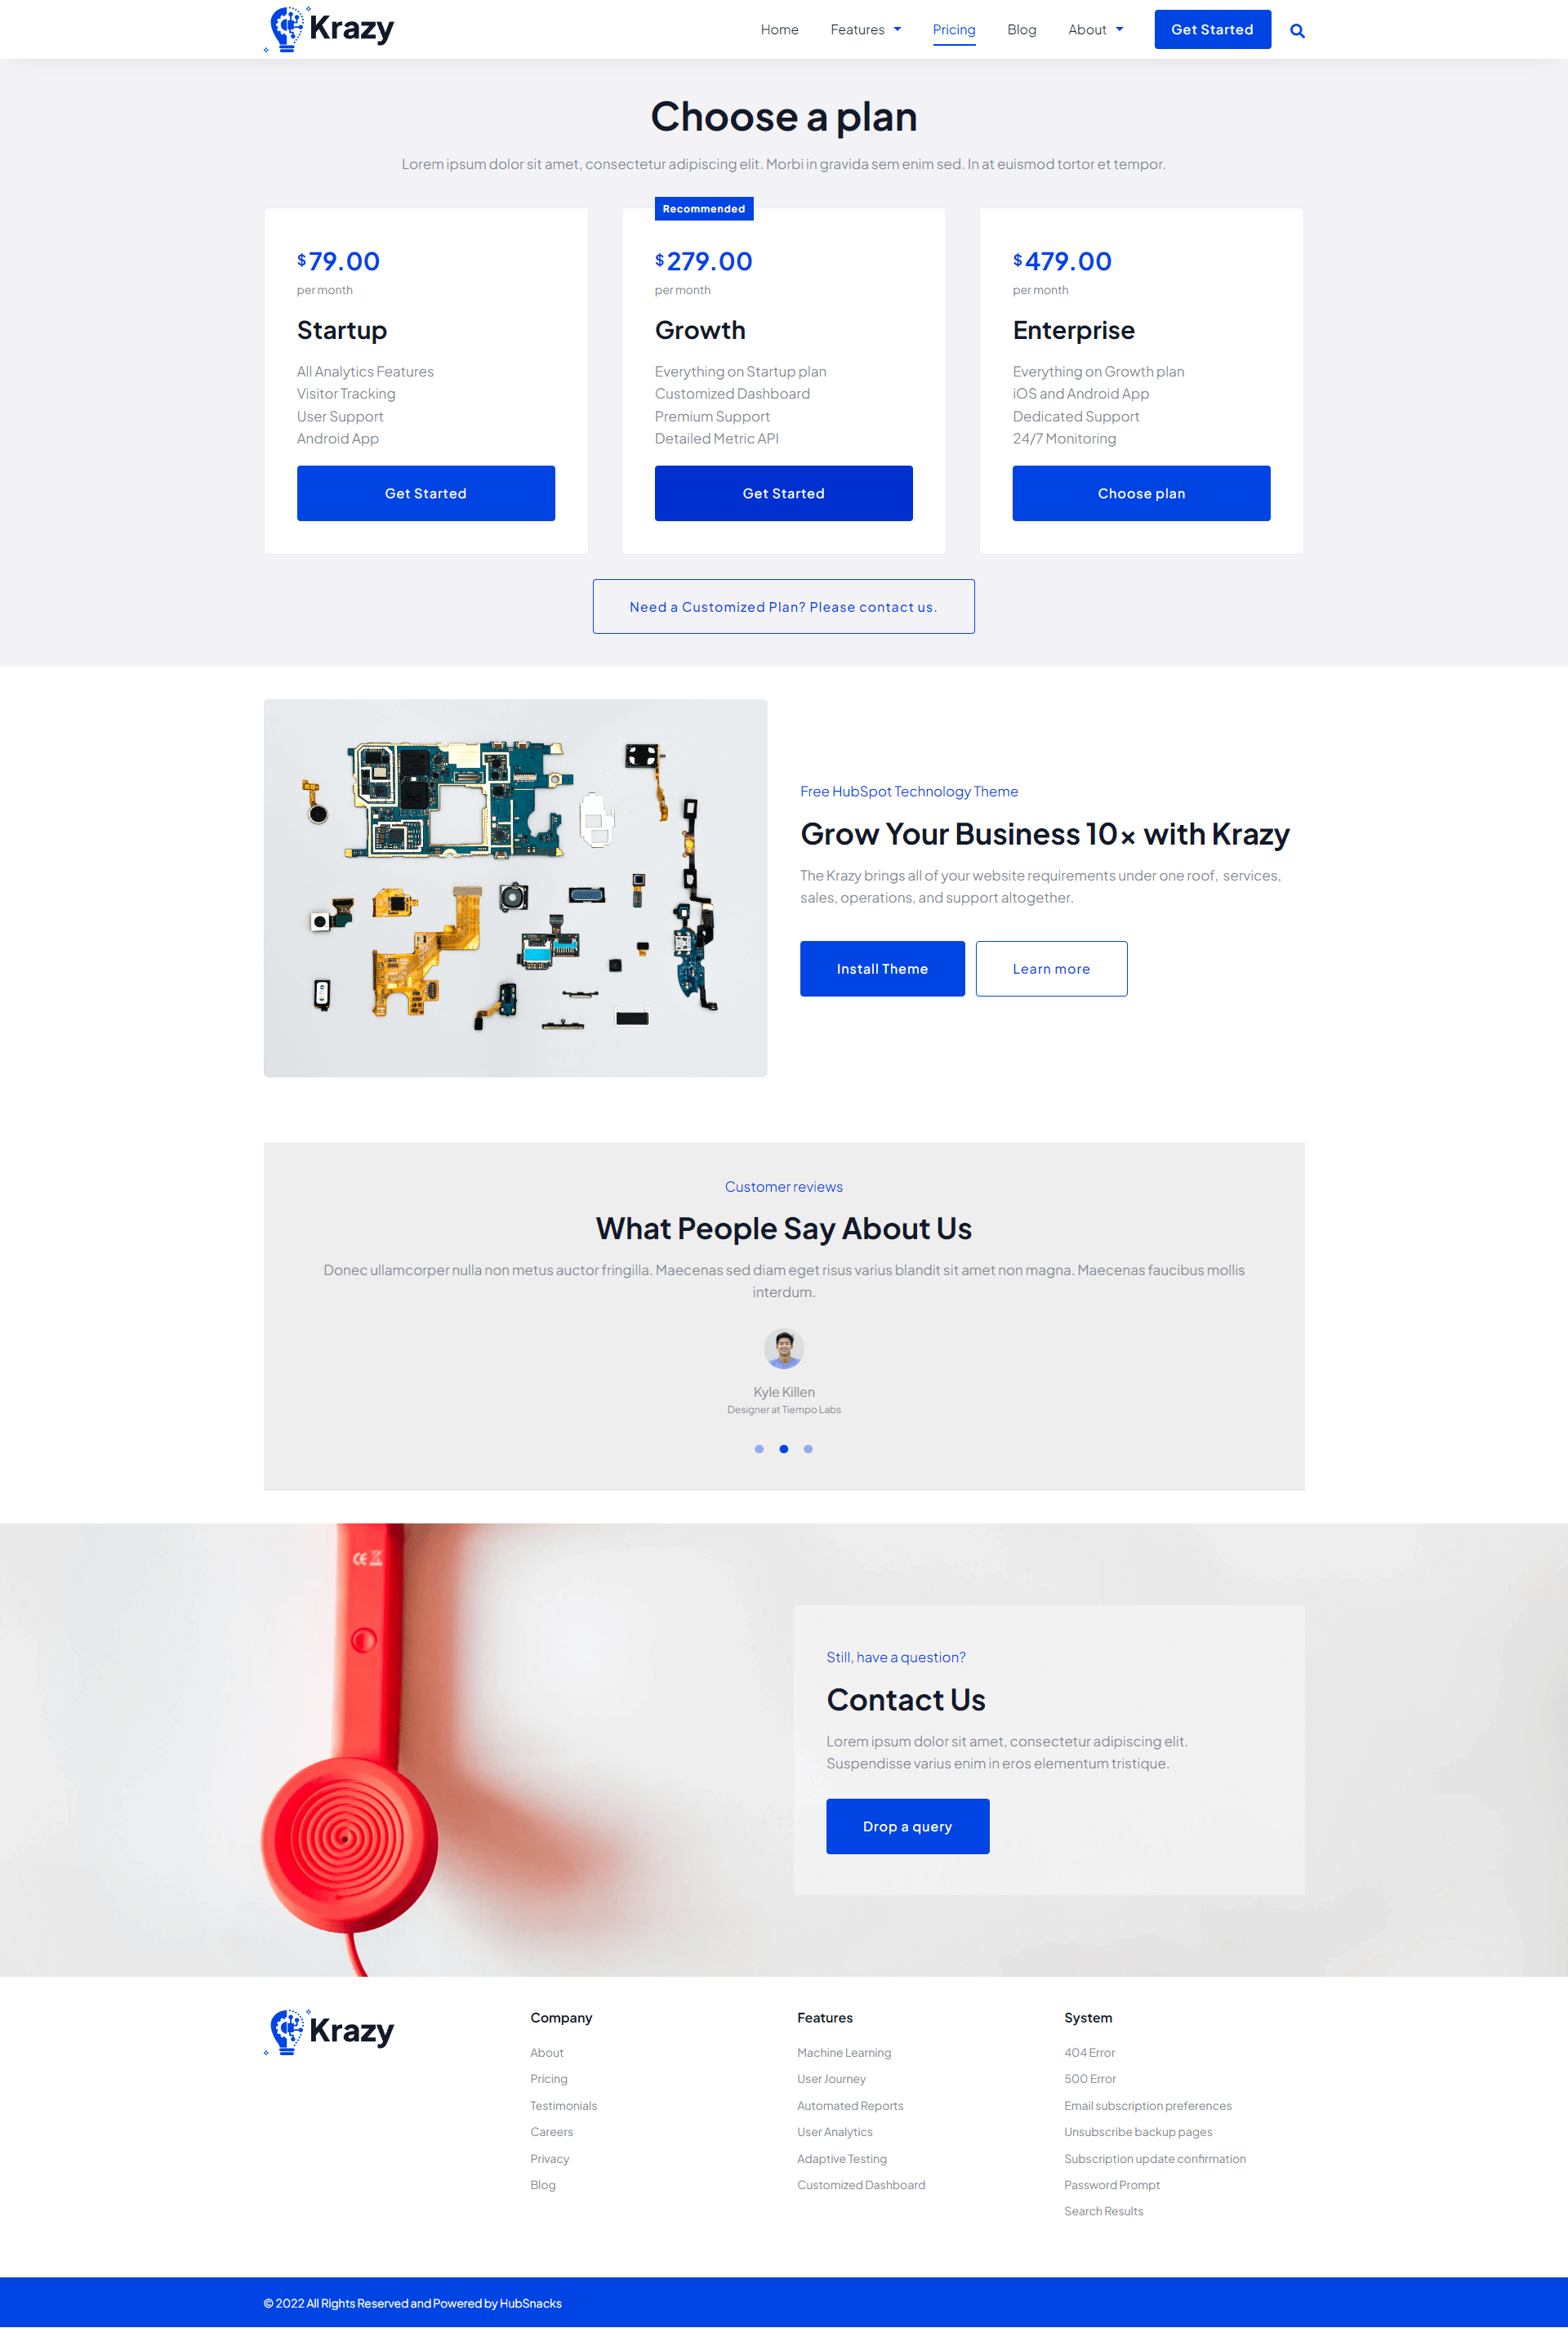 Krazy
Home Features Pricing Blog About Get Started
Choose a plan
Lorem ipsum dolor sit amet, consectetur adipiscing elit. Morbi in gravida sem enim sed. In at euismod tortor et tempor.
$79.00
per month
Startup
All Analytics Features
Visitor Tracking
User Support
Android App
Get Started
Recommended
$279.00
per month
Growth
Everything on Startup plan
Customized Dashboard
Premium Support
Detailed Metric API
Get Started
$479.00
per month
Enterprise
Everything on Growth plan
iOS and Android App
Dedicated Support
24/7 Monitoring
Choose plan
Need a Customized Plan? Please contact us.
Free HubSpot Technology Theme
Grow Your Business 10× with Krazy
The Krazy brings all of your website requirements under one roof, services,
sales, operations, and support altogether.
Install Theme Learn more
Customer reviews
What People Say About Us
Donec ullamcorper nulla non metus auctor fringilla. Maecenas sed diam eget risus varius blandit sit amet non magna. Maecenas faucibus mollis
interdum.
Kyle Killen
Designer at Tiempo Labs
CE
Still, have a question?
Contact Us
Lorem ipsum dolor sit amet, consectetur adipiscing elit.
Suspendisse varius enim in eros elementum tristique.
Drop a query
Krazy
Company
About
Pricing
Testimonials
Careers
Privacy
Blog
Features
Machine Learning
User Journey
Automated Reports
User Analytics
Adaptive Testing
Customized Dashboard
System
404 Error
500 Error
Email subscription preferences
Unsubscribe backup pages
Subscription update confirmation
Password Prompt
Search Results
© 2022 All Rights Reserved and Powered by HubSnacks